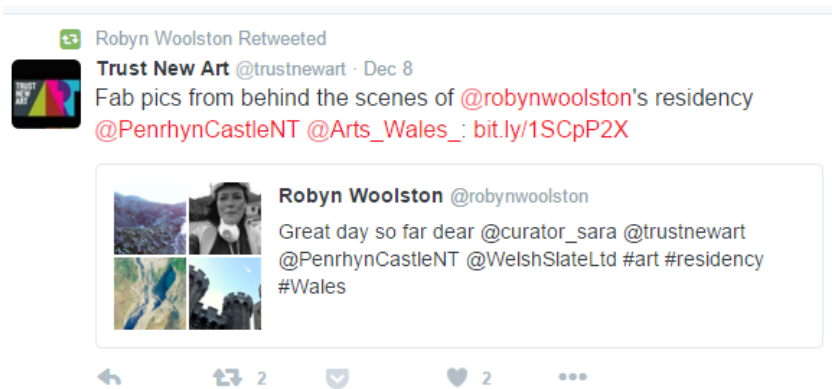 Robyn Woolston Retweeted
Trust New Art @trustnewart · Dec 8
TRUST
NEW
ART
Fab pics from behind the scenes of @robynwoolston's residency
@PenrhynCastleNT @Arts_Wales_: bit.ly/1SCpP2X
Robyn Woolston @robynwoolston
Great day so far dear @curator_sara @trustnewart
@PenrhynCastleNT @WelshSlateLtd #art #residency
#Wales
2
2